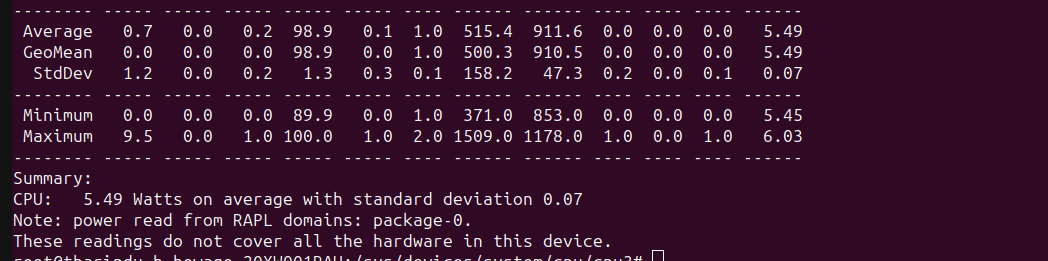 -------- ----- ----- ----- ----- ----- ---- ------ ------ ---- ---- ---- ------
 Average   0.7   0.0   0.2  98.9   0.1  1.0  515.4  911.6  0.0  0.0  0.0   5.49
 GeoMean   0.0   0.0   0.0  98.9   0.0  1.0  500.3  910.5  0.0  0.0  0.0   5.49
  StdDev   1.2   0.0   0.2   1.3   0.3  0.1  158.2   47.3  0.2  0.0  0.1   0.07
-------- ----- ----- ----- ----- ----- ---- ------ ------ ---- ---- ---- ------
 Minimum   0.0   0.0   0.0  89.9   0.0  1.0  371.0  853.0  0.0  0.0  0.0   5.45
 Maximum   9.5   0.0   1.0 100.0   1.0  2.0 1509.0 1178.0  1.0  0.0  1.0   6.03
-------- ----- ----- ----- ----- ----- ---- ------ ------ ---- ---- ---- ------
Summary:
CPU:   5.49 Watts on average with standard deviation 0.07
Note: power read from RAPL domains: package-0.
These readings do not cover all the hardware in this device.